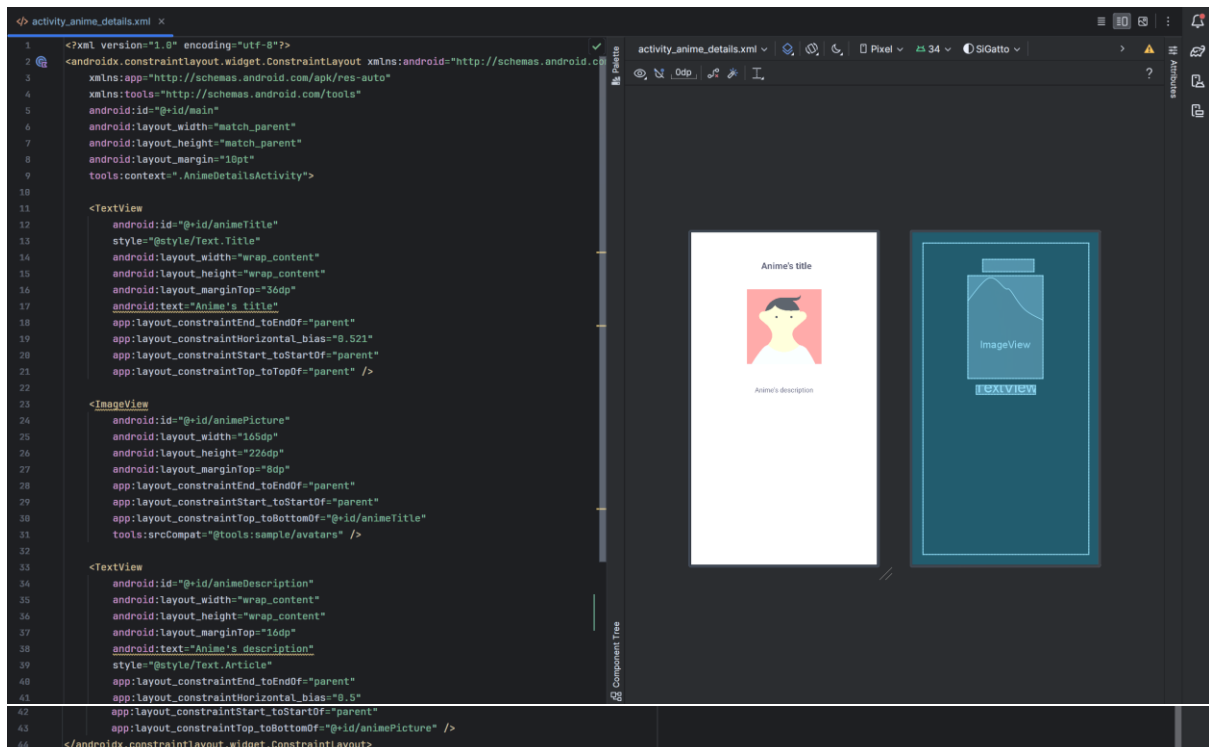 activity_anime_details.xml
1 <?xml version="1.0" encoding="utf-8"?>
2 <androidx.constraintlayout.widget.ConstraintLayout xmlns:android="http://schemas.android.co
3 xmlns:app="http://schemas.android.com/apk/res-auto"
4 xmlns:tools="http://schemas.android.com/tools"
5 android:id="@+id/main"
6 android:layout_width="match_parent"
7 android:layout_height="match_parent"
8 android:layout_margin="10pt"
9 tools:context=".AnimeDetailsActivity">
10
11 <TextView
12 android:id="@+id/animeTitle"
13 style="@style/Text.Title"
14 android:layout_width="wrap_content"
15 android:layout_height="wrap_content"
16 android:layout_marginTop="36dp"
17 android:text="Anime's title"
18 app:layout_constraintEnd_toEndOf="parent"
19 app:layout_constraintHorizontal_bias="0.521"
20 app:layout_constraintStart_toStartOf="parent"
21 app:layout_constraintTop_toTopOf="parent" />
22
23 <ImageView
24 android:id="@+id/animePicture"
25 android:layout_width="165dp"
26 android:layout_height="226dp"
27 android:layout_marginTop="8dp"
28 app:layout_constraintEnd_toEndOf="parent"
29 app:layout_constraintStart_toStartOf="parent"
30 app:layout_constraintTop_toBottomOf="@+id/animeTitle"
31 tools:srcCompat="@tools:sample/avatars" />
32
33 <TextView
34 android:id="@+id/animeDescription"
35 android:layout_width="wrap_content"
36 android:layout_height="wrap_content"
37 android:layout_marginTop="16dp"
38 android:text="Anime's description"
39 style="@style/Text.Article"
40 app:layout_constraintEnd_toEndOf="parent"
41 app:layout_constraintHorizontal_bias="0.5"
42 app:layout_constraintStart_toStartOf="parent"
43 app:layout_constraintTop_toBottomOf="@+id/animePicture" />
44 </androidx.constraintlayout.widget.ConstraintLayout>
Palette
Component Tree
activity_anime_details.xml Pixel 34 SiGatto
0dp ?
Attributes
Anime's title
Anime's description
ImageView
TextView